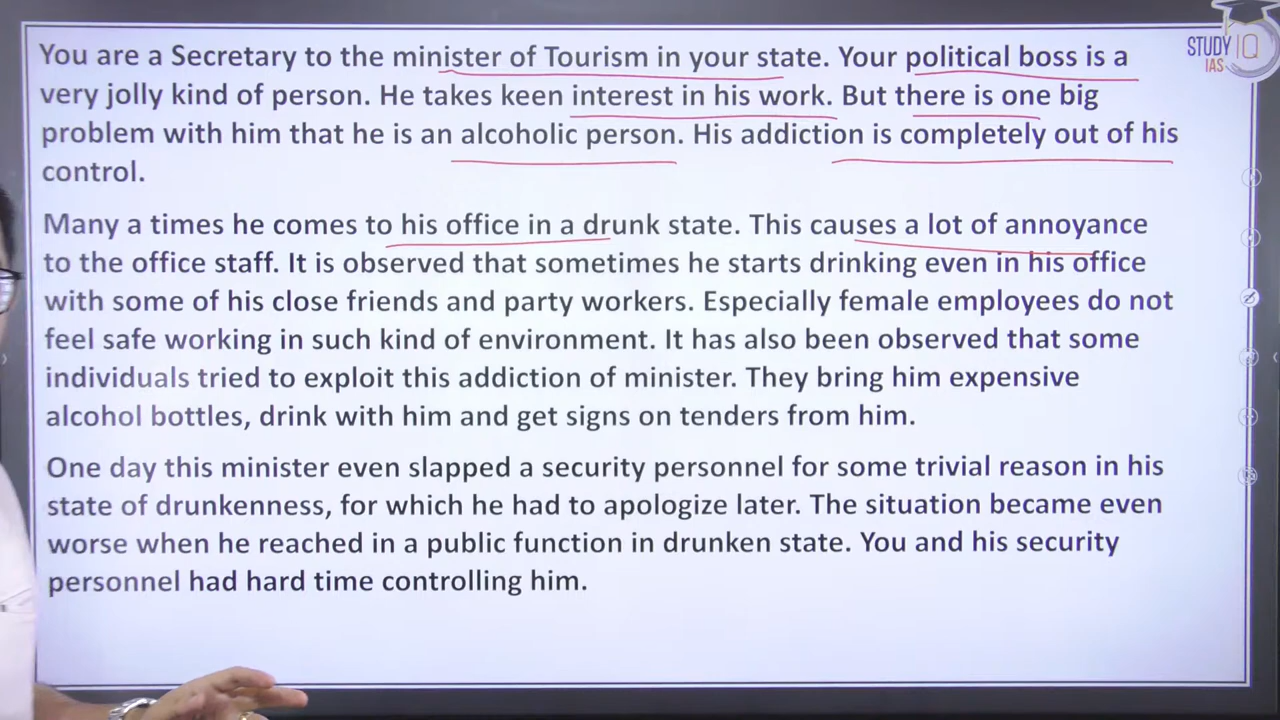 STUDY IQ
IAS
You are a Secretary to the minister of Tourism in your state. Your political boss is a
very jolly kind of person. He takes keen interest in his work. But there is one big
problem with him that he is an alcoholic person. His addiction is completely out of his
control.
Many a times he comes to his office in a drunk state. This causes a lot of annoyance
to the office staff. It is observed that sometimes he starts drinking even in his office
with some of his close friends and party workers. Especially female employees do not
feel safe working in such kind of environment. It has also been observed that some
individuals tried to exploit this addiction of minister. They bring him expensive
alcohol bottles, drink with him and get signs on tenders from him.
One day this minister even slapped a security personnel for some trivial reason in his
state of drunkenness, for which he had to apologize later. The situation became even
worse when he reached in a public function in drunken state. You and his security
personnel had hard time controlling him.